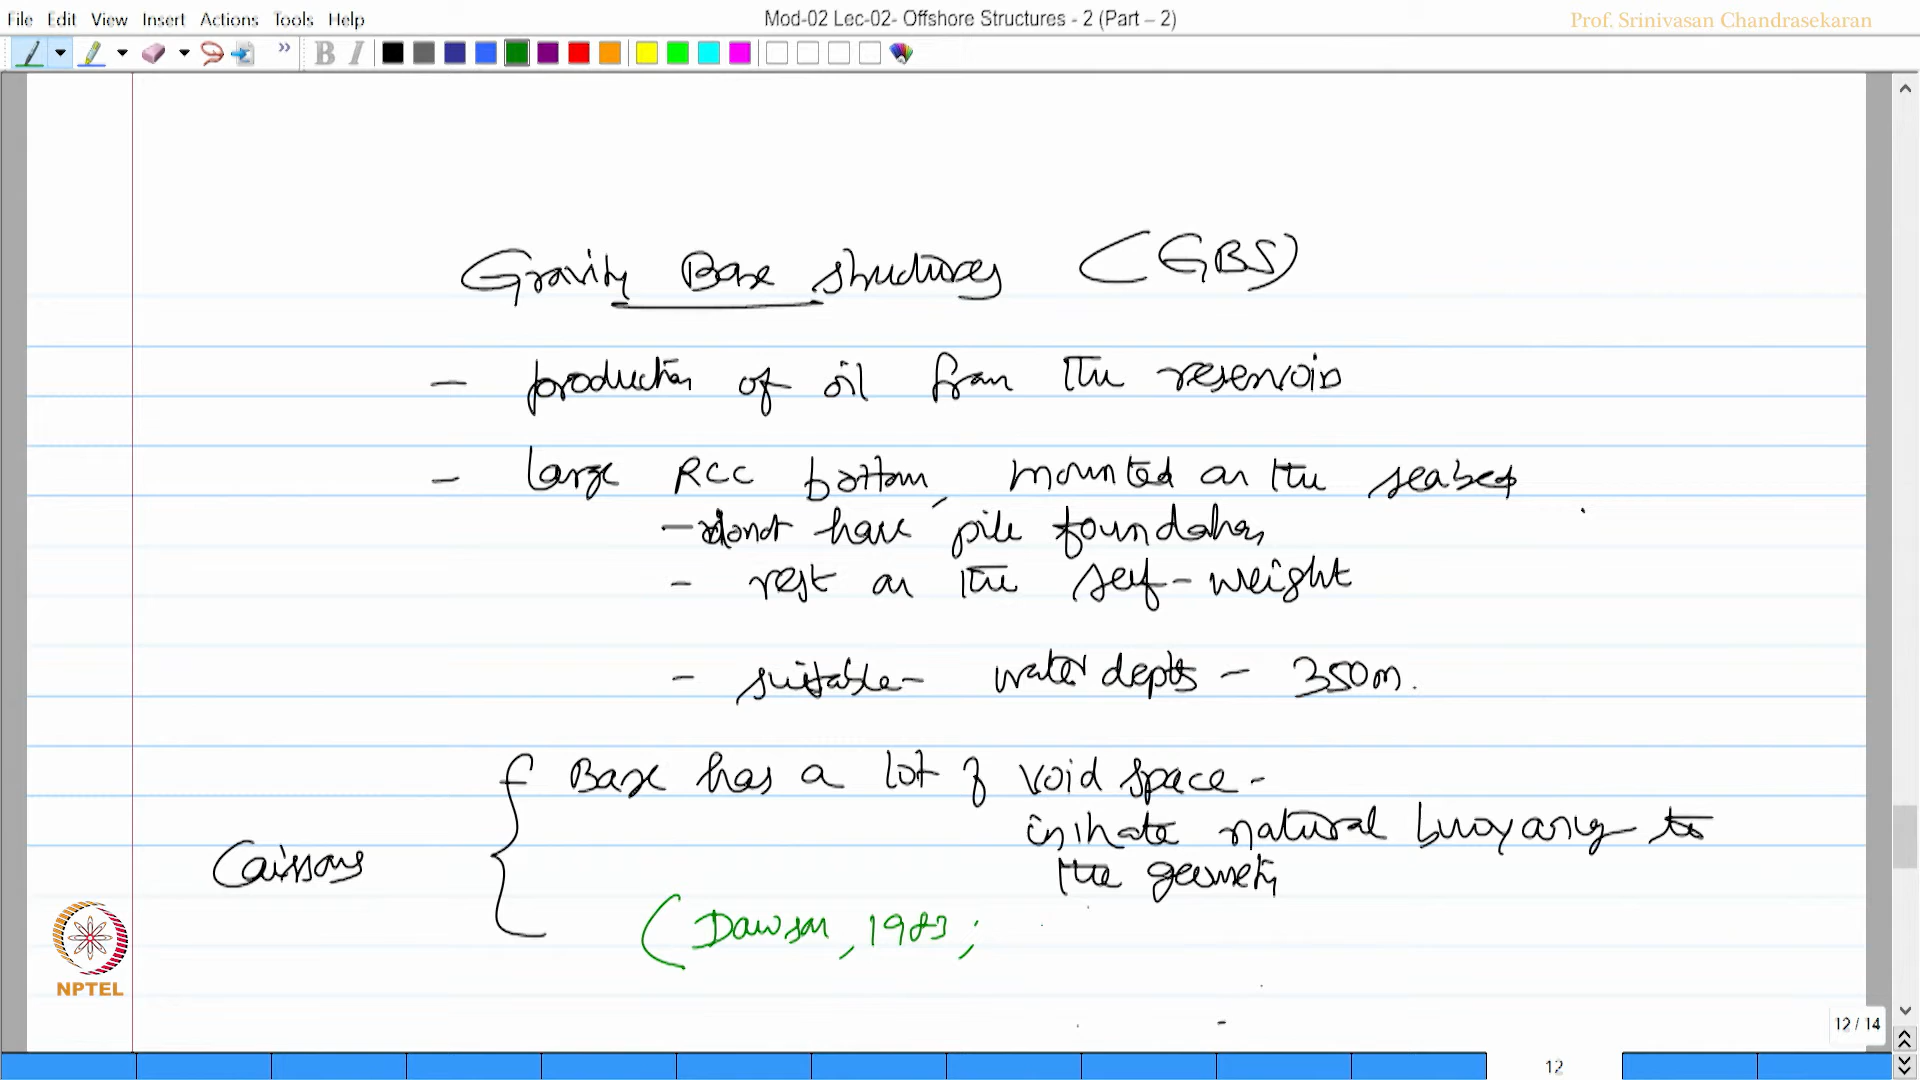 File Edit View Insert Actions Tools Help
Mod-02 Lec-02- Offshore Structures - 2 (Part – 2)
Prof. Srinivasan Chandrasekaran
B I
Gravity Base structures (GBS)
- production of oil from the reservoir
- large RCC bottom, mounted on the seabed
- donot have pile foundation
- rest on the self-weight
- suitable - water depths - 350m.
Base has a lot of void space -
initiate natural buoyancy to
Caissons
the geometry
(Dawson, 1983;
NPTEL
12 / 14
12